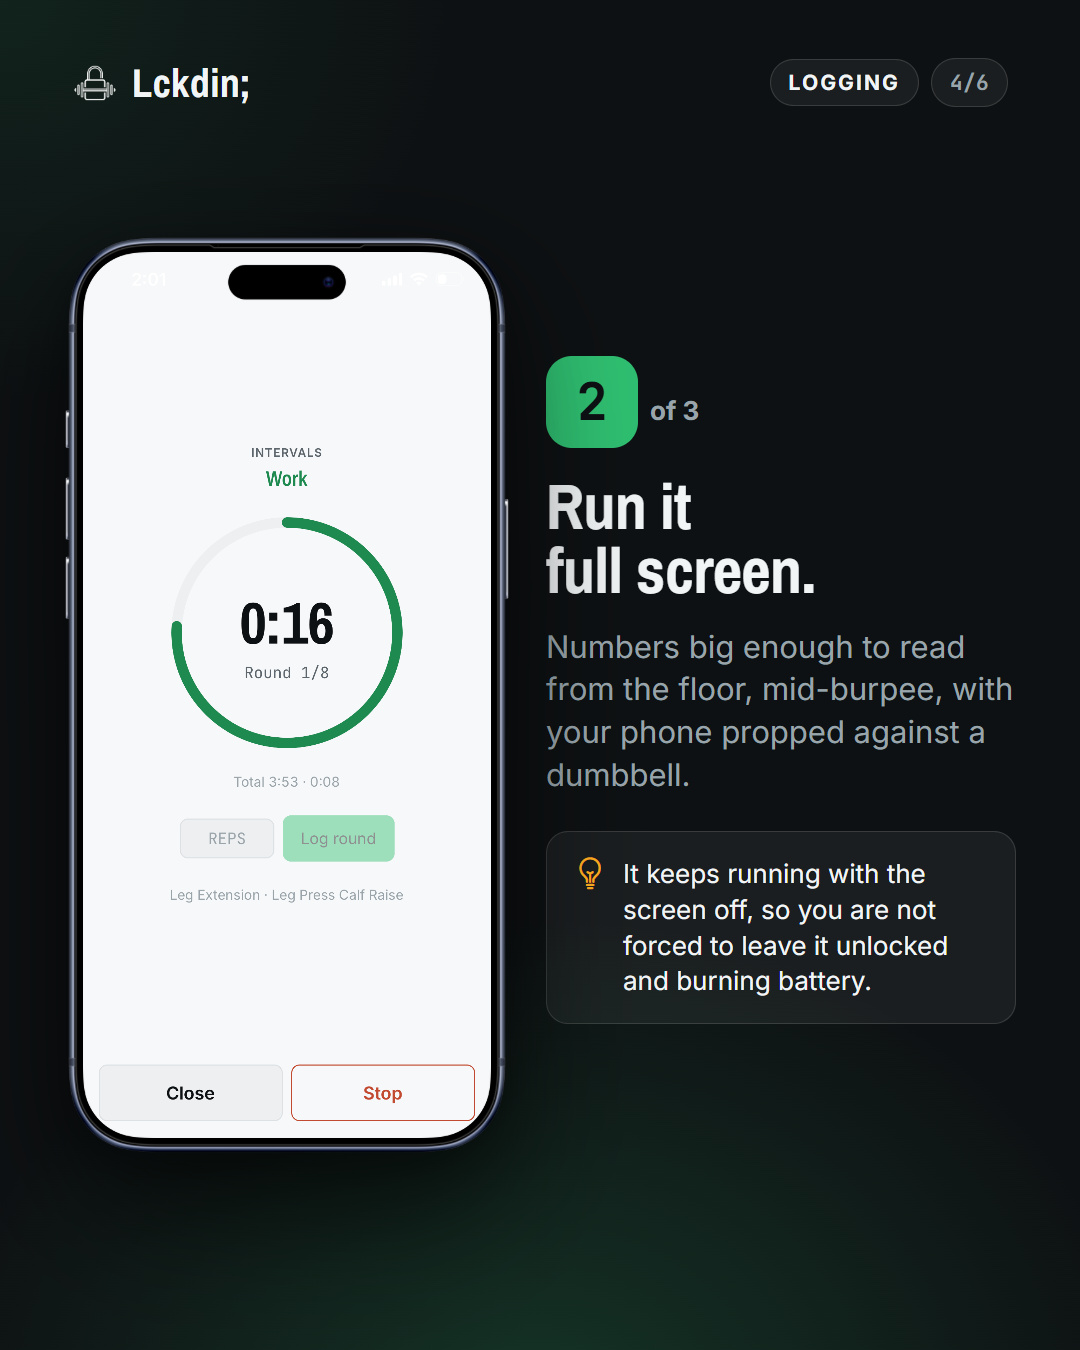 Lckdin;
LOGGING
4/6
2:01
INTERVALS
Work
0:16
Round 1/8
Total 3:53 · 0:08
REPS
Log round
Leg Extension · Leg Press Calf Raise
Close
Stop
2
of 3
Run it
full screen.
Numbers big enough to read
from the floor, mid-burpee, with
your phone propped against a
dumbbell.
It keeps running with the
screen off, so you are not
forced to leave it unlocked
and burning battery.